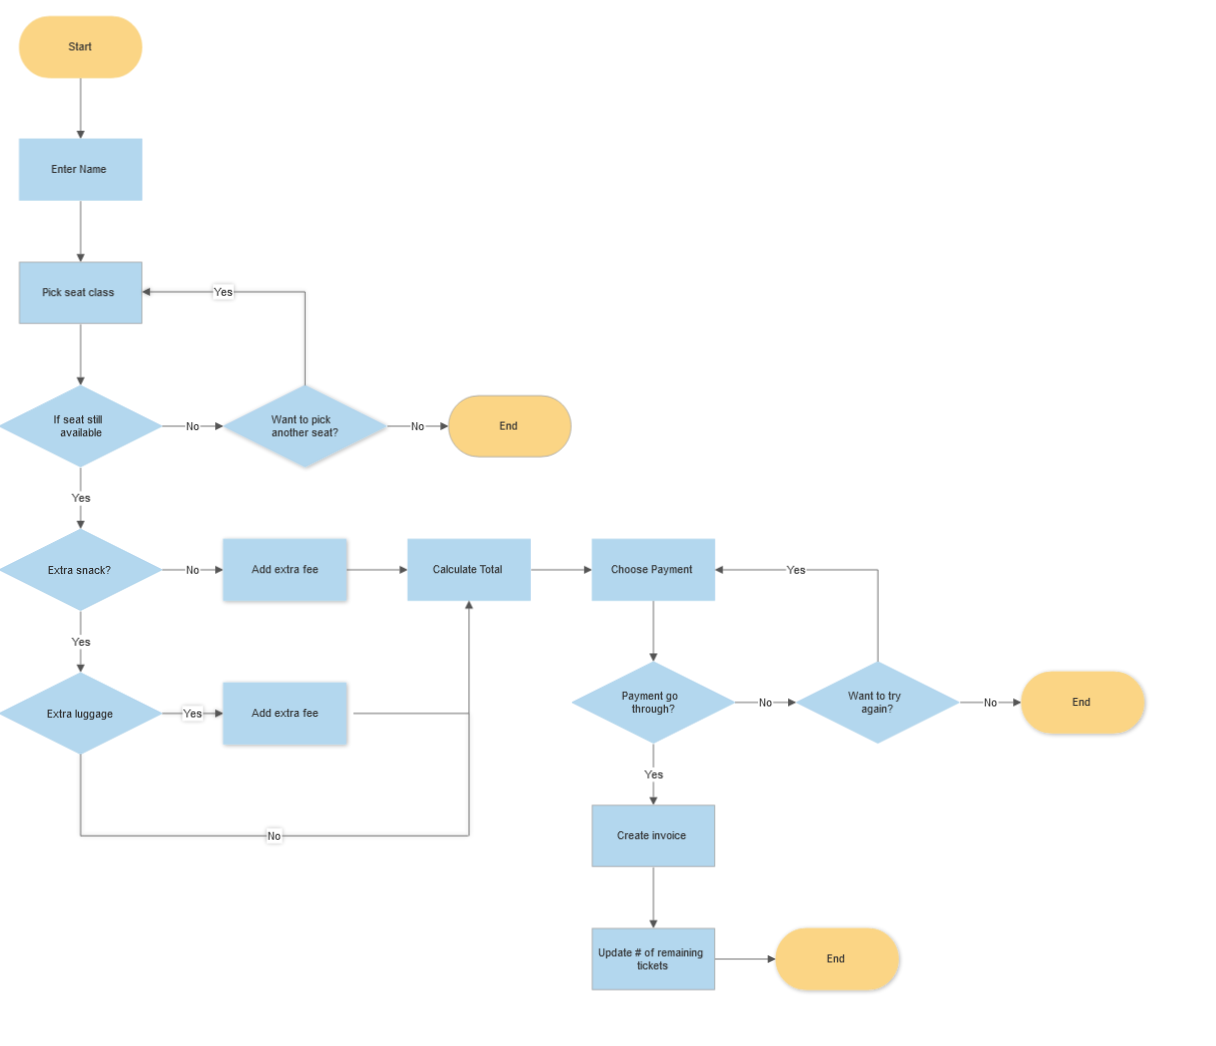 Start
Enter Name
Pick seat class
Yes
If seat still
available
No
Want to pick
another seat?
No
End
Yes
Extra snack?
No
Add extra fee
Calculate Total
Choose Payment
Yes
Yes
Extra luggage
Yes
Add extra fee
Payment go
through?
No
Want to try
again?
No
End
Yes
No
Create invoice
Update # of remaining
tickets
End